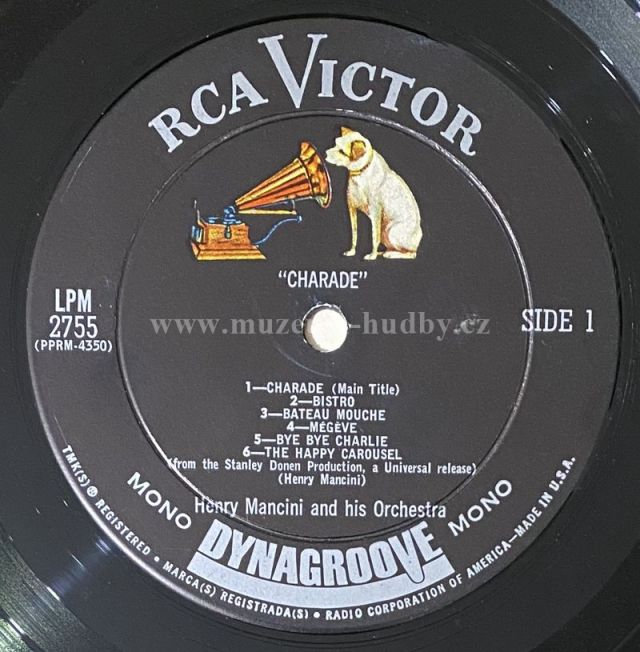 RCA VICTOR
"CHARADE"
LPM
2755
(PPRM-4350)
SIDE 1
1—CHARADE (Main Title)
2—BISTRO
3—BATEAU MOUCHE
4—MéGèVE
5—BYE BYE CHARLIE
6—THE HAPPY CAROUSEL
(from the Stanley Donen Production, a Universal release)
(Henry Mancini)
Henry Mancini and his Orchestra
MONO DYNAGROOVE MONO
TMK(S) ® REGISTERED. • MARCA(S) REGISTRADA(S) • RADIO CORPORATION OF AMERICA—MADE IN U.S.A.